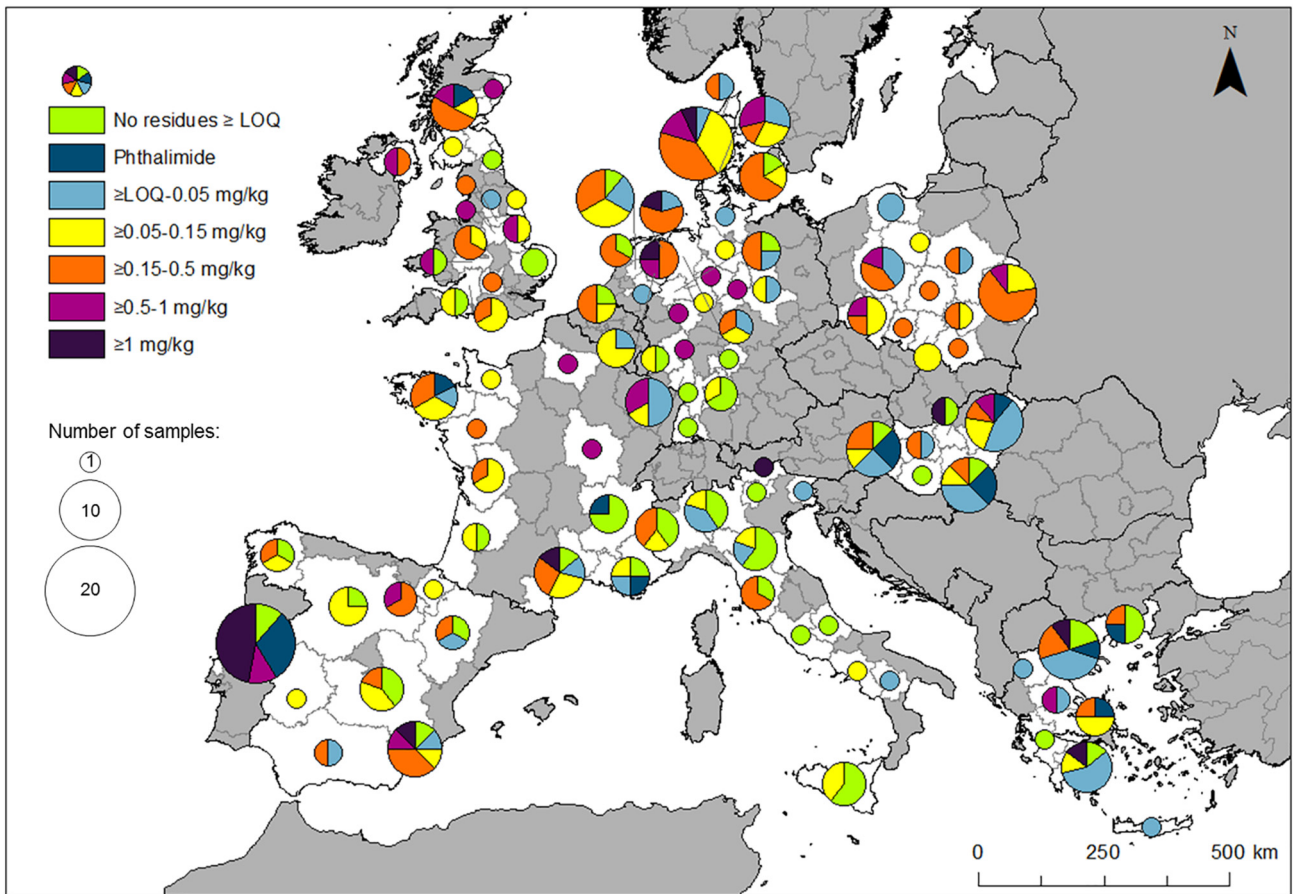 N
No residues ≥ LOQ
Phthalimide
≥LOQ-0.05 mg/kg
≥0.05-0.15 mg/kg
≥0.15-0.5 mg/kg
≥0.5-1 mg/kg
≥1 mg/kg
Number of samples:
1
10
20
0 250 500 km